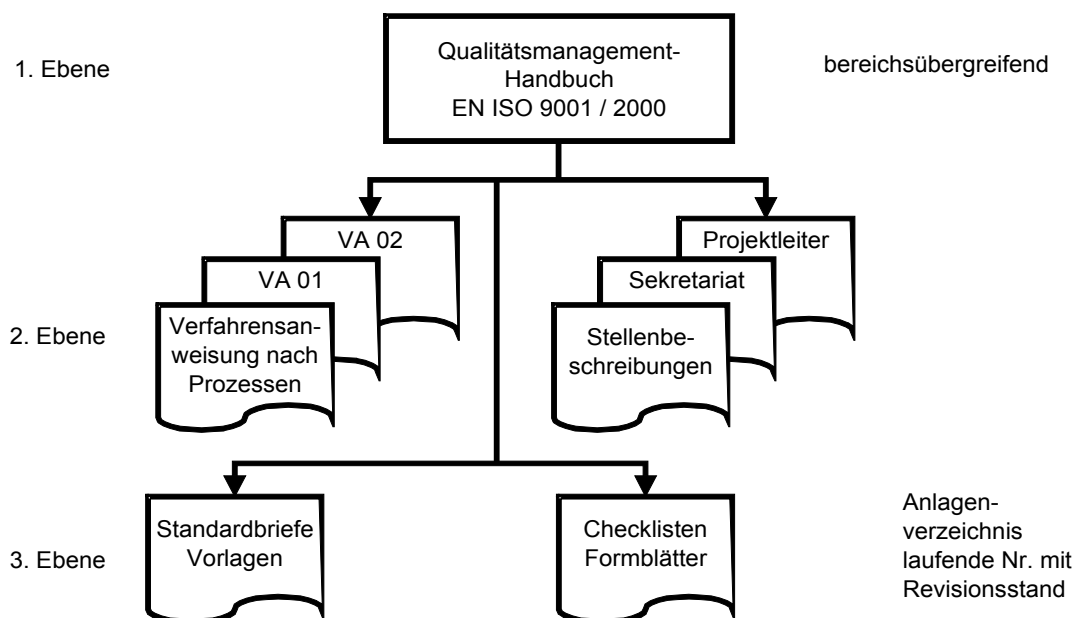 1. Ebene
Qualitätsmanagement-
Handbuch
EN ISO 9001 / 2000
bereichsübergreifend
VA 02
VA 01
Verfahrensan-
weisung nach
Prozessen
Projektleiter
Sekretariat
Stellenbe-
schreibungen
2. Ebene
Standardbriefe
Vorlagen
Checklisten
Formblätter
3. Ebene
Anlagen-
verzeichnis
laufende Nr. mit
Revisionsstand